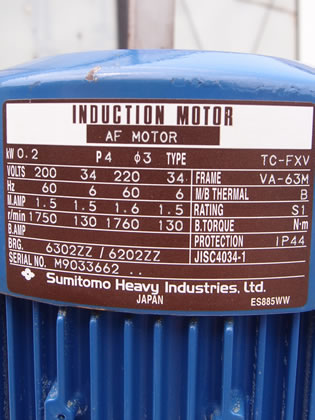 INDUCTION MOTOR
AF MOTOR
kW 0.2 P4 ϕ3 TYPE TC-FXV
VOLTS 200 34 220 34 FRAME VA-63M
Hz 60 6 60 6 M/B THERMAL B
M.AMP 1.5 1.5 1.6 1.5 RATING S1
r/min 1750 130 1760 130 B.TORQUE N·m
B.AMP PROTECTION IP44
BRG. 6302ZZ / 6202ZZ JISC4034-1
SERIAL NO. M9033662 ..
Sumitomo Heavy Industries, Ltd.
JAPAN ES885WW